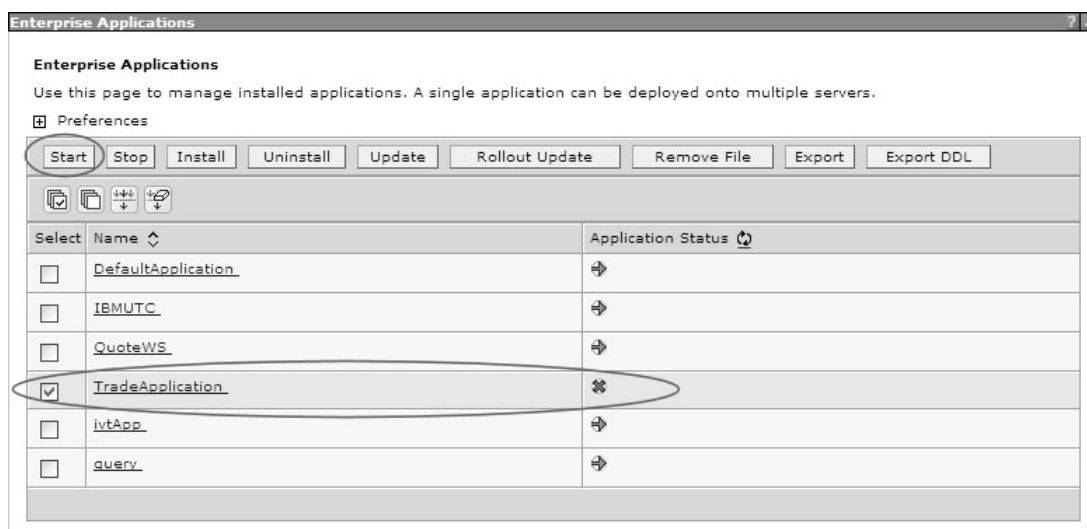 Enterprise Applications ?
Enterprise Applications
Use this page to manage installed applications. A single application can be deployed onto multiple servers.
Preferences
Start Stop Install Uninstall Update Rollout Update Remove File Export Export DDL
Select Name Application Status
DefaultApplication
IBMUTC
QuoteWS
TradeApplication
ivtApp
query